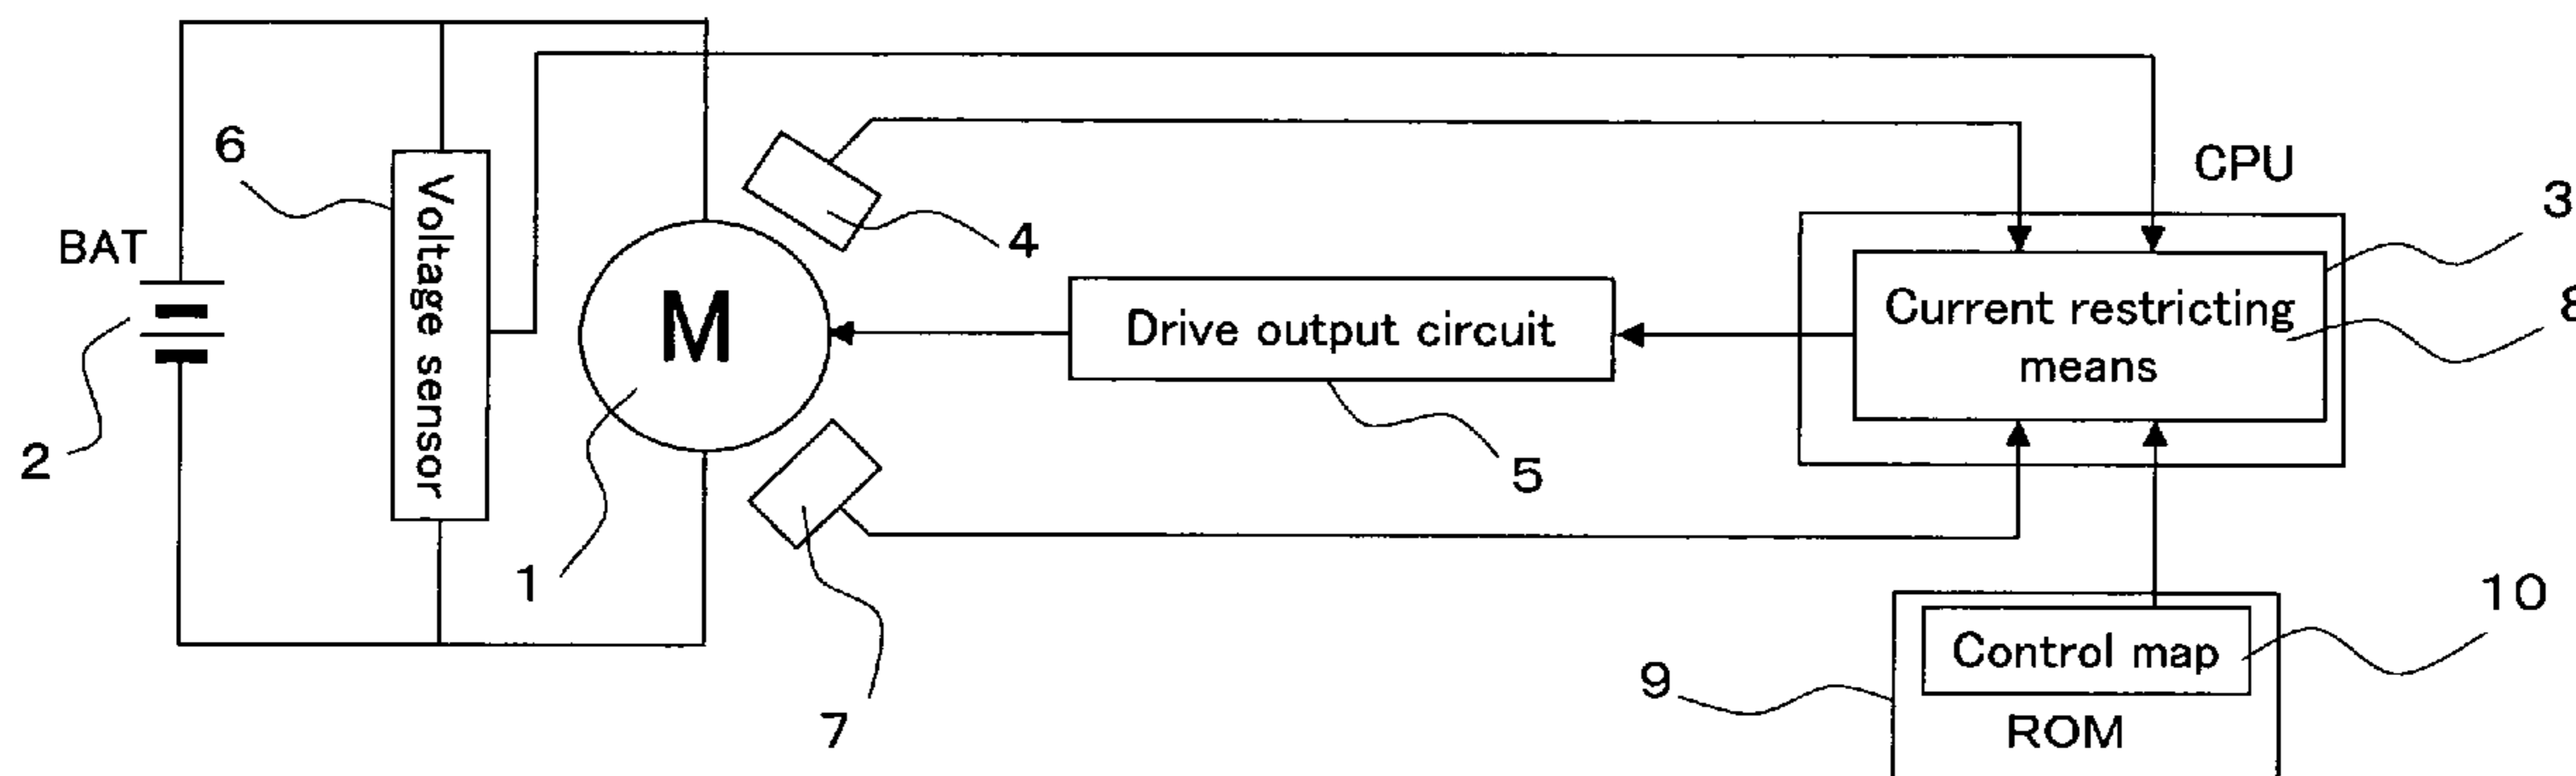 CPU
3
6
Voltage sensor
BAT
4
M
Drive output circuit
Current restricting
means
8
2
5
1
7
Control map
10
9
ROM